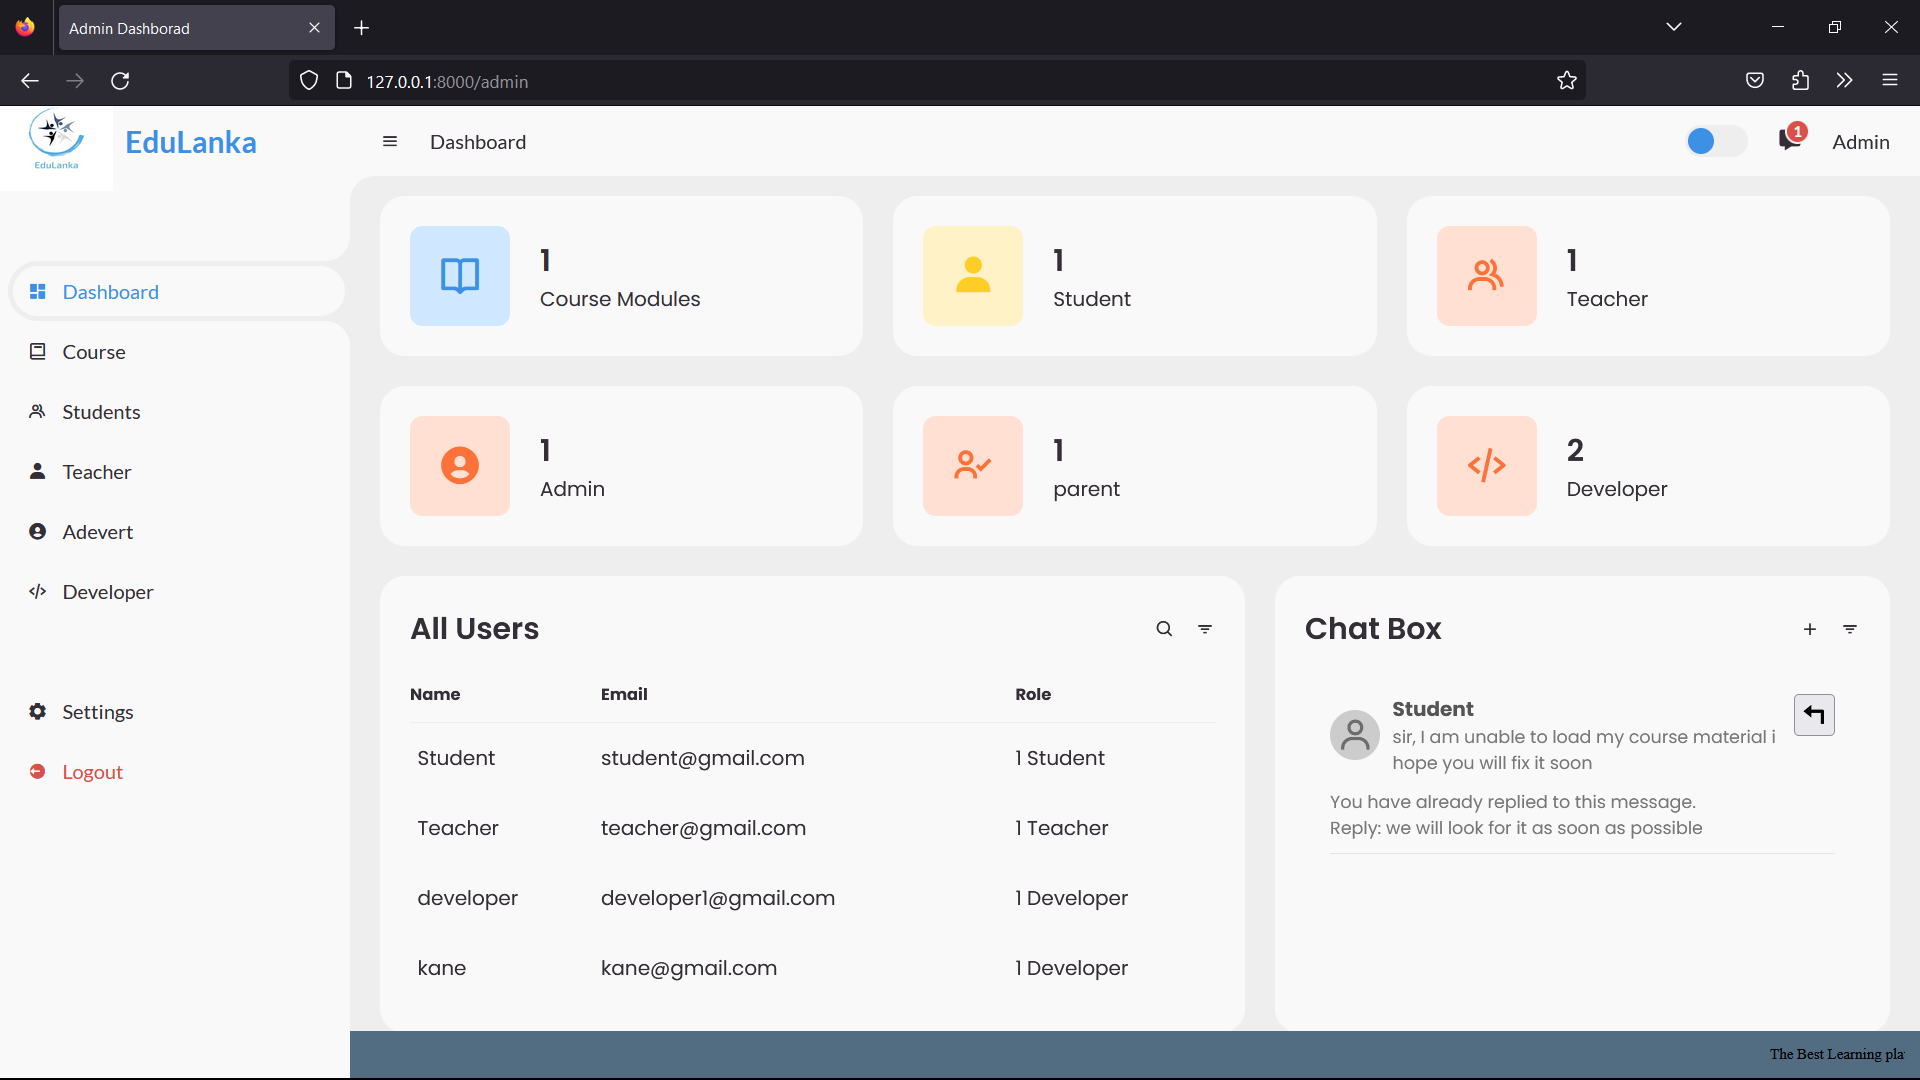 Admin Dashborad
127.0.0.1:8000/admin
EduLanka
EduLanka
Dashboard
1
Admin
Dashboard
Course
Students
Teacher
Adevert
Developer
Settings
Logout
1
Course Modules
1
Student
1
Teacher
1
Admin
1
parent
2
Developer
All Users
Name Email Role
Student student@gmail.com 1 Student
Teacher teacher@gmail.com 1 Teacher
developer developer1@gmail.com 1 Developer
kane kane@gmail.com 1 Developer
Chat Box
Student
sir, I am unable to load my course material i
hope you will fix it soon
You have already replied to this message.
Reply: we will look for it as soon as possible
The Best Learning pla